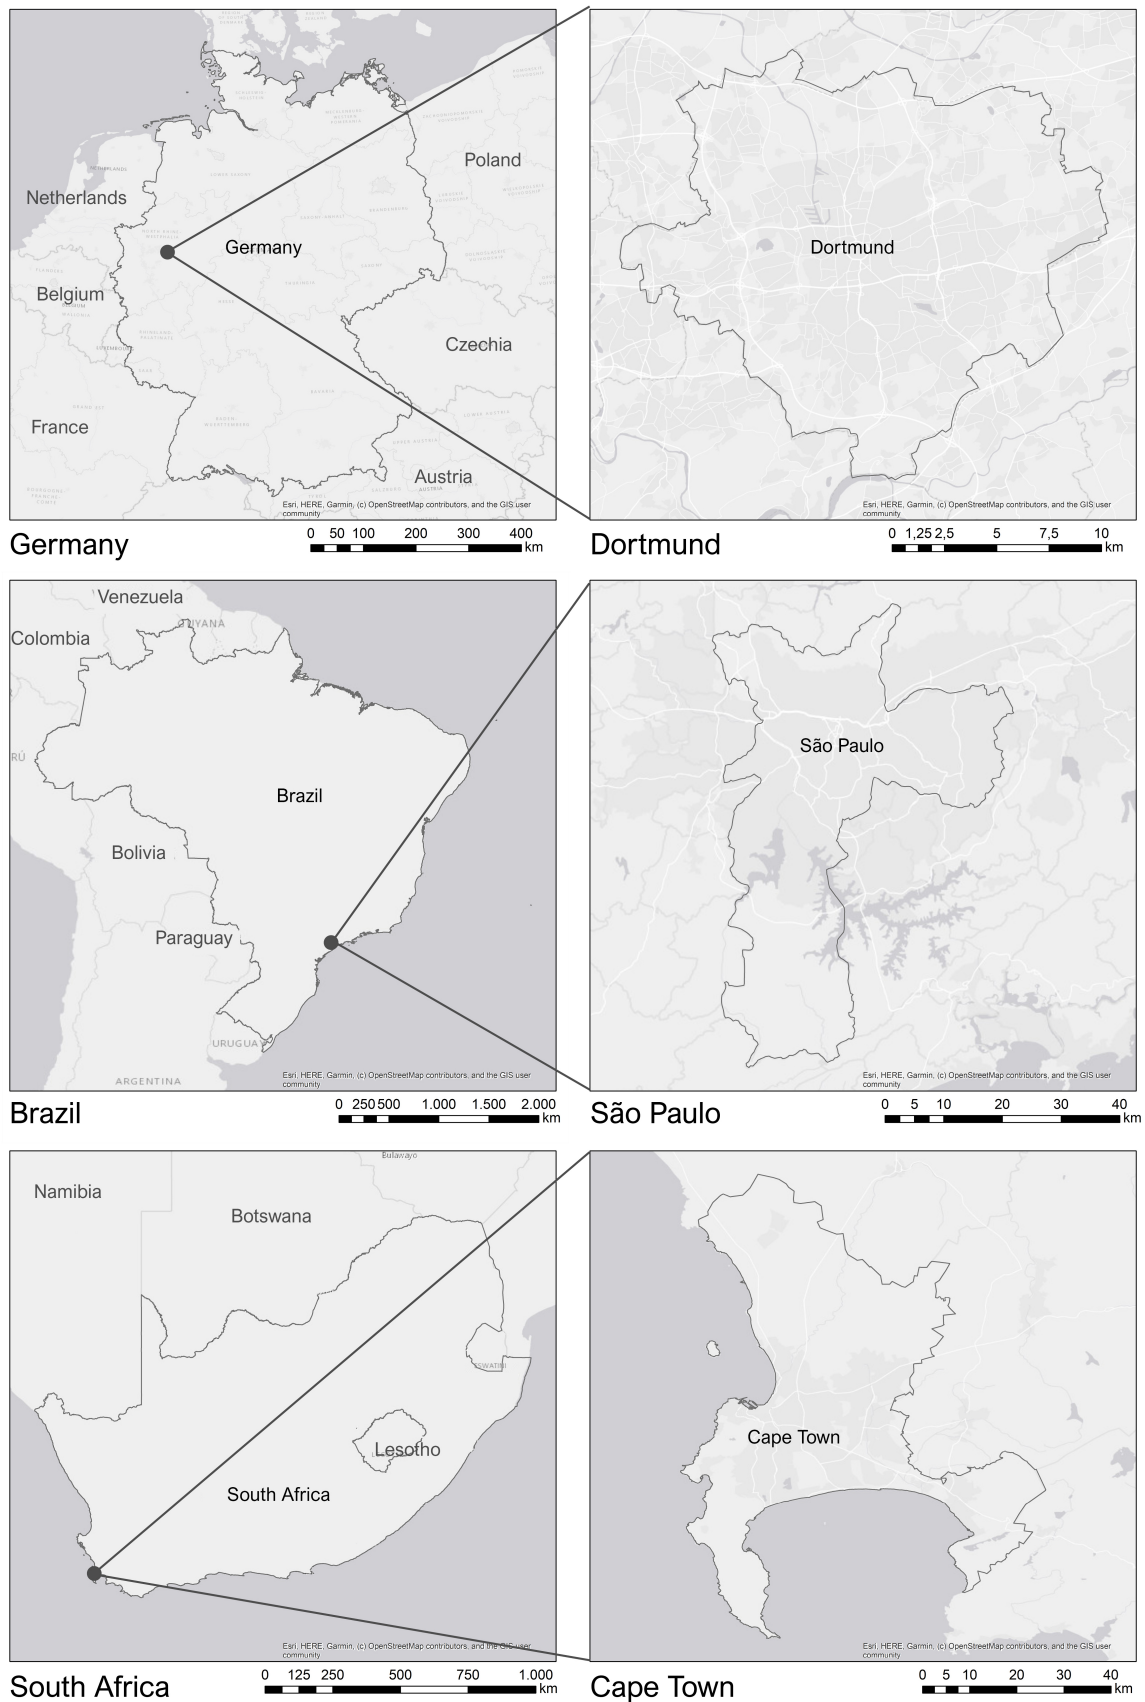 Poland
NETHERLANDS
Netherlands
Germany
Belgium
Czechia
France
Austria
AUSTRIA
Esri, HERE, Garmin, (c) OpenStreetMap contributors, and the GIS user
community
Germany
0 50 100 200 300 400
km
Dortmund
Esri, HERE, Garmin, (c) OpenStreetMap contributors, and the GIS user
community
Dortmund
0 1,25 2,5 5 7,5 10
km
Venezuela
GUYANA
Colombia
RÚ
Brazil
Bolivia
Paraguay
URUGUAY
ARGENTINA
Esri, HERE, Garmin, (c) OpenStreetMap contributors, and the GIS user
community
Brazil
0 250 500 1.000 1.500 2.000
km
São Paulo
Esri, HERE, Garmin, (c) OpenStreetMap contributors, and the GIS user
community
São Paulo
0 5 10 20 30 40
km
Bulawayo
Namibia
Botswana
ESWATINI
Lesotho
South Africa
Esri, HERE, Garmin, (c) OpenStreetMap contributors, and the GIS user
community
South Africa
0 125 250 500 750 1.000
km
Cape Town
Esri, HERE, Garmin, (c) OpenStreetMap contributors, and the GIS user
community
Cape Town
0 5 10 20 30 40
km